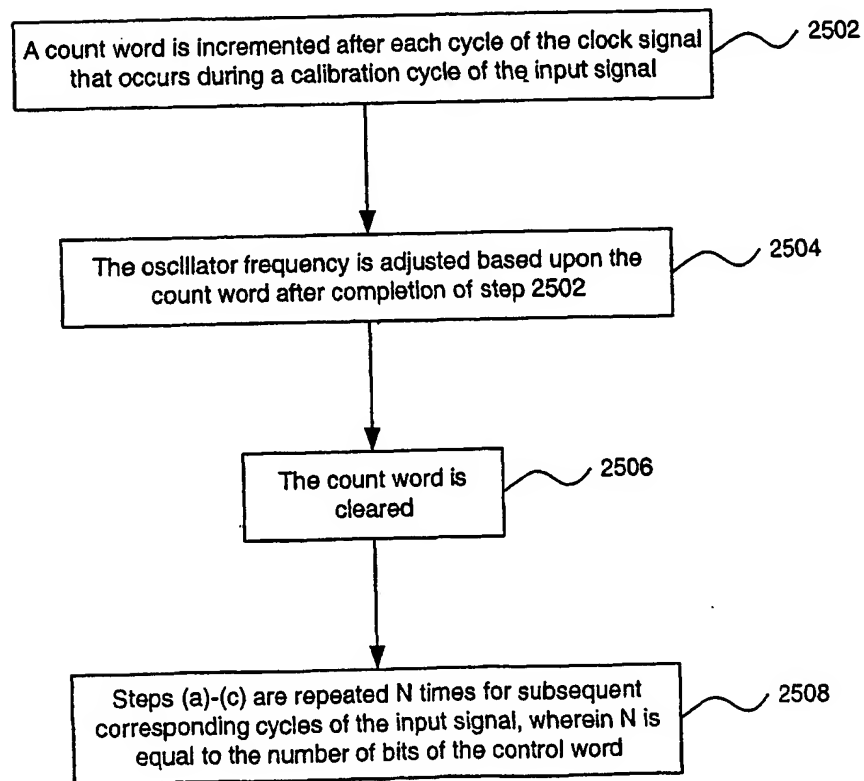 A count word is incremented after each cycle of the clock signal
that occurs during a calibration cycle of the input signal
2502
The oscillator frequency is adjusted based upon the
count word after completion of step 2502
2504
The count word is
cleared
2506
Steps (a)-(c) are repeated N times for subsequent
corresponding cycles of the input signal, wherein N is
equal to the number of bits of the control word
2508